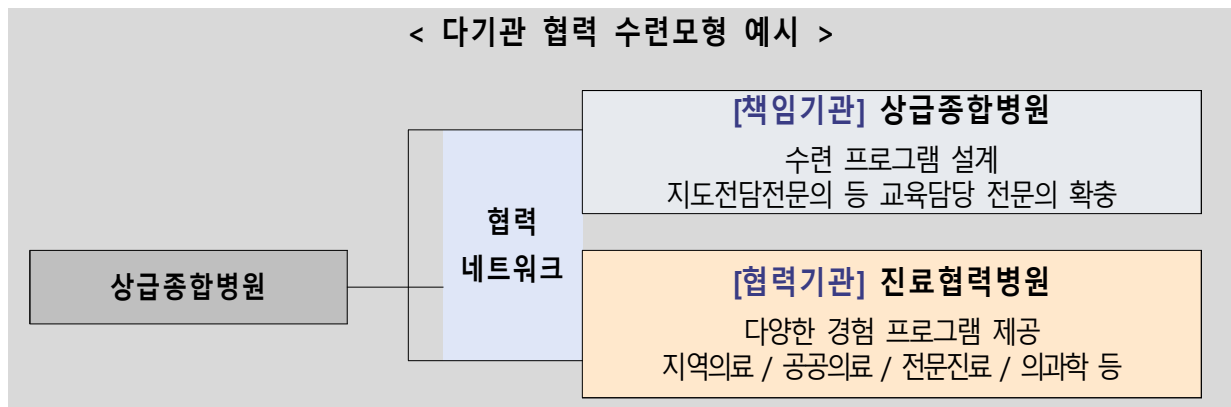 < 다기관 협력 수련모형 예시 >
상급종합병원
협력
네트워크
[책임기관] 상급종합병원
수련 프로그램 설계
지도전담전문의 등 교육담당 전문의 확충
[협력기관] 진료협력병원
다양한 경험 프로그램 제공
지역의료 / 공공의료 / 전문진료 / 의과학 등